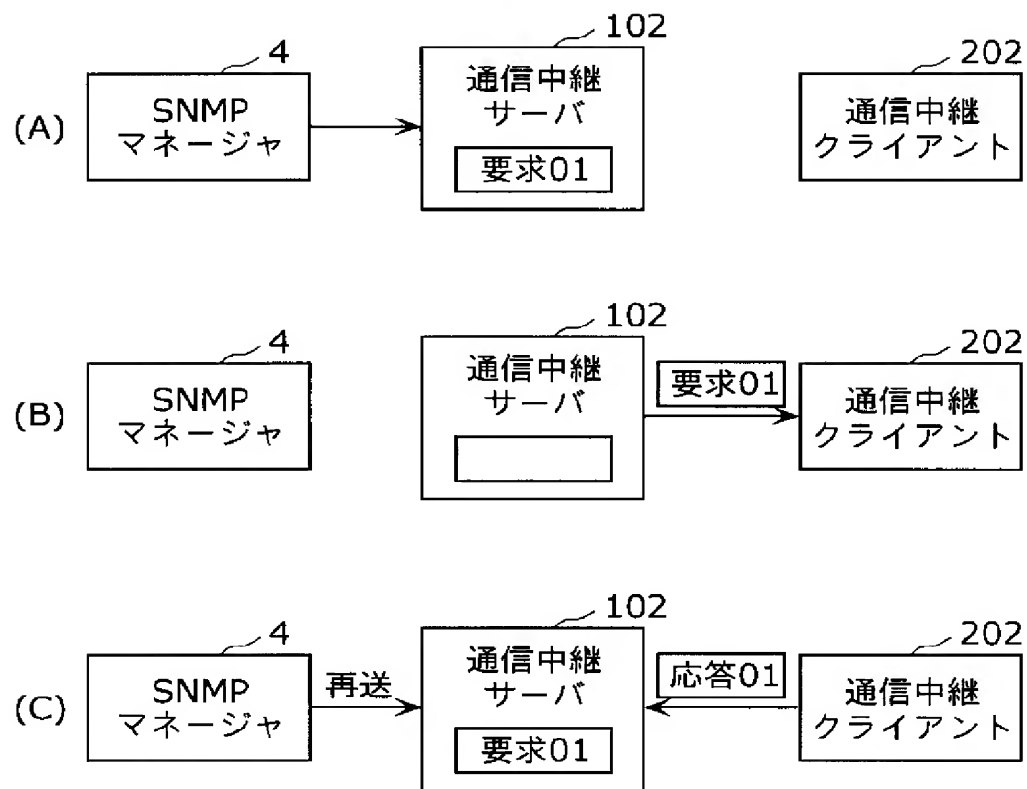 102
4
202
通信中継
サーバ
SNMP
マネージャ
通信中継
クライアント
(A)
要求01
102
4
202
通信中継
サーバ
要求01
SNMP
マネージャ
通信中継
クライアント
(B)
102
4
202
通信中継
サーバ
再送
応答01
SNMP
マネージャ
通信中継
クライアント
(C)
要求01